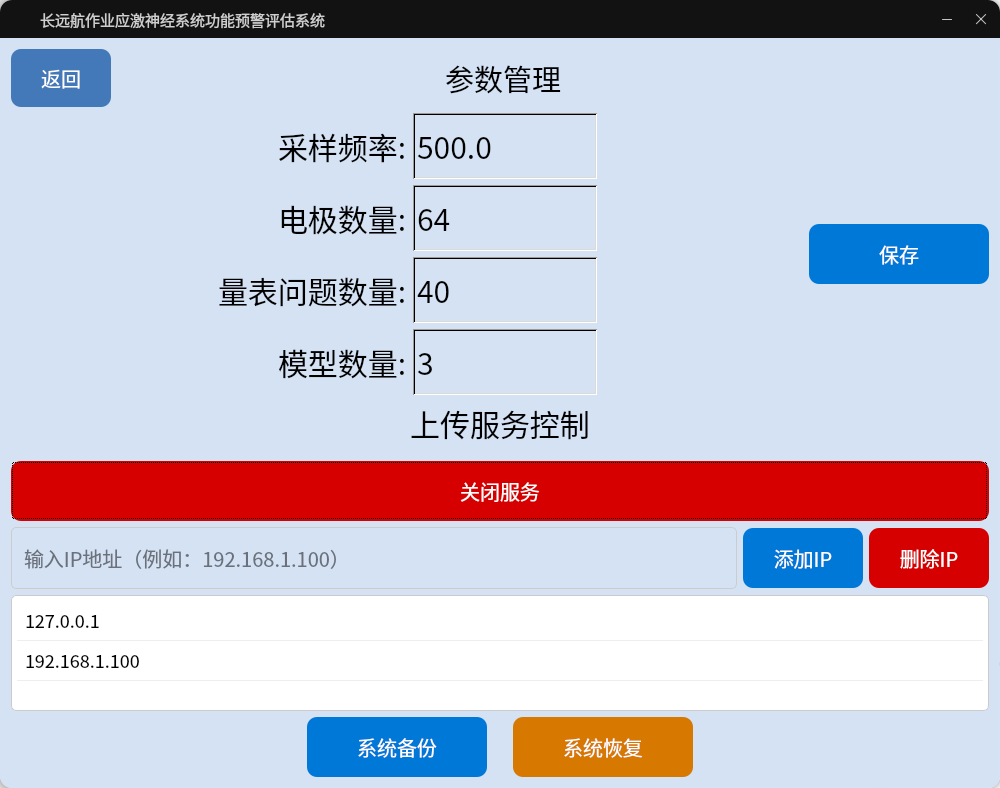 长远航作业应激神经系统功能预警评估系统
返回
参数管理
采样频率: 500.0
电极数量: 64
保存
量表问题数量: 40
模型数量: 3
上传服务控制
关闭服务
输入IP地址（例如：192.168.1.100） 添加IP 删除IP
127.0.0.1
192.168.1.100
系统备份 系统恢复